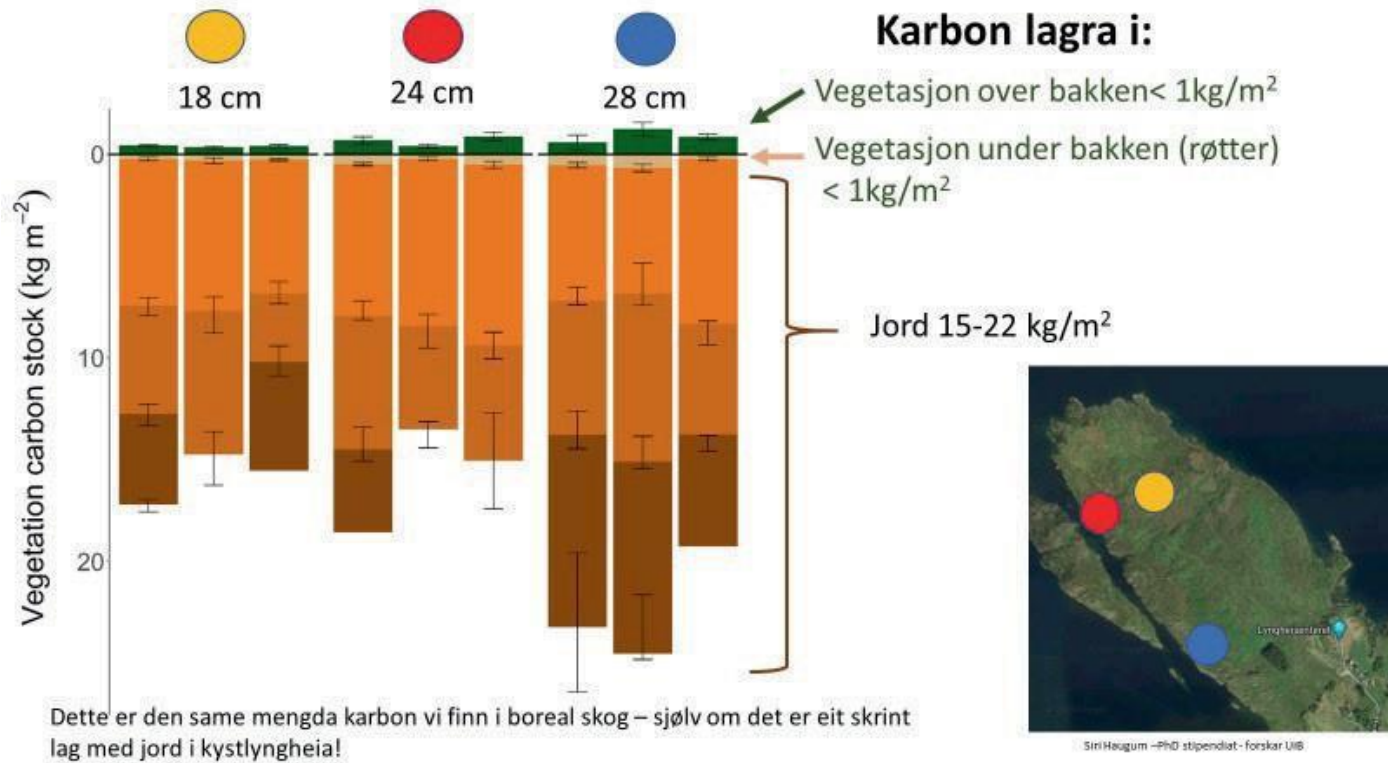 Karbon lagra i:
18 cm
24 cm
28 cm
Vegetasjon over bakken< 1kg/m²
Vegetasjon under bakken (røtter)
< 1kg/m²
Vegetation carbon stock (kg m⁻²)
0
10
20
Jord 15-22 kg/m²
Lyngheisenteret
Dette er den same mengda karbon vi finn i boreal skog – sjølv om det er eit skrint
lag med jord i kystlyngheia!
Siri Haugum –PhD stipendiat- forskar UiB